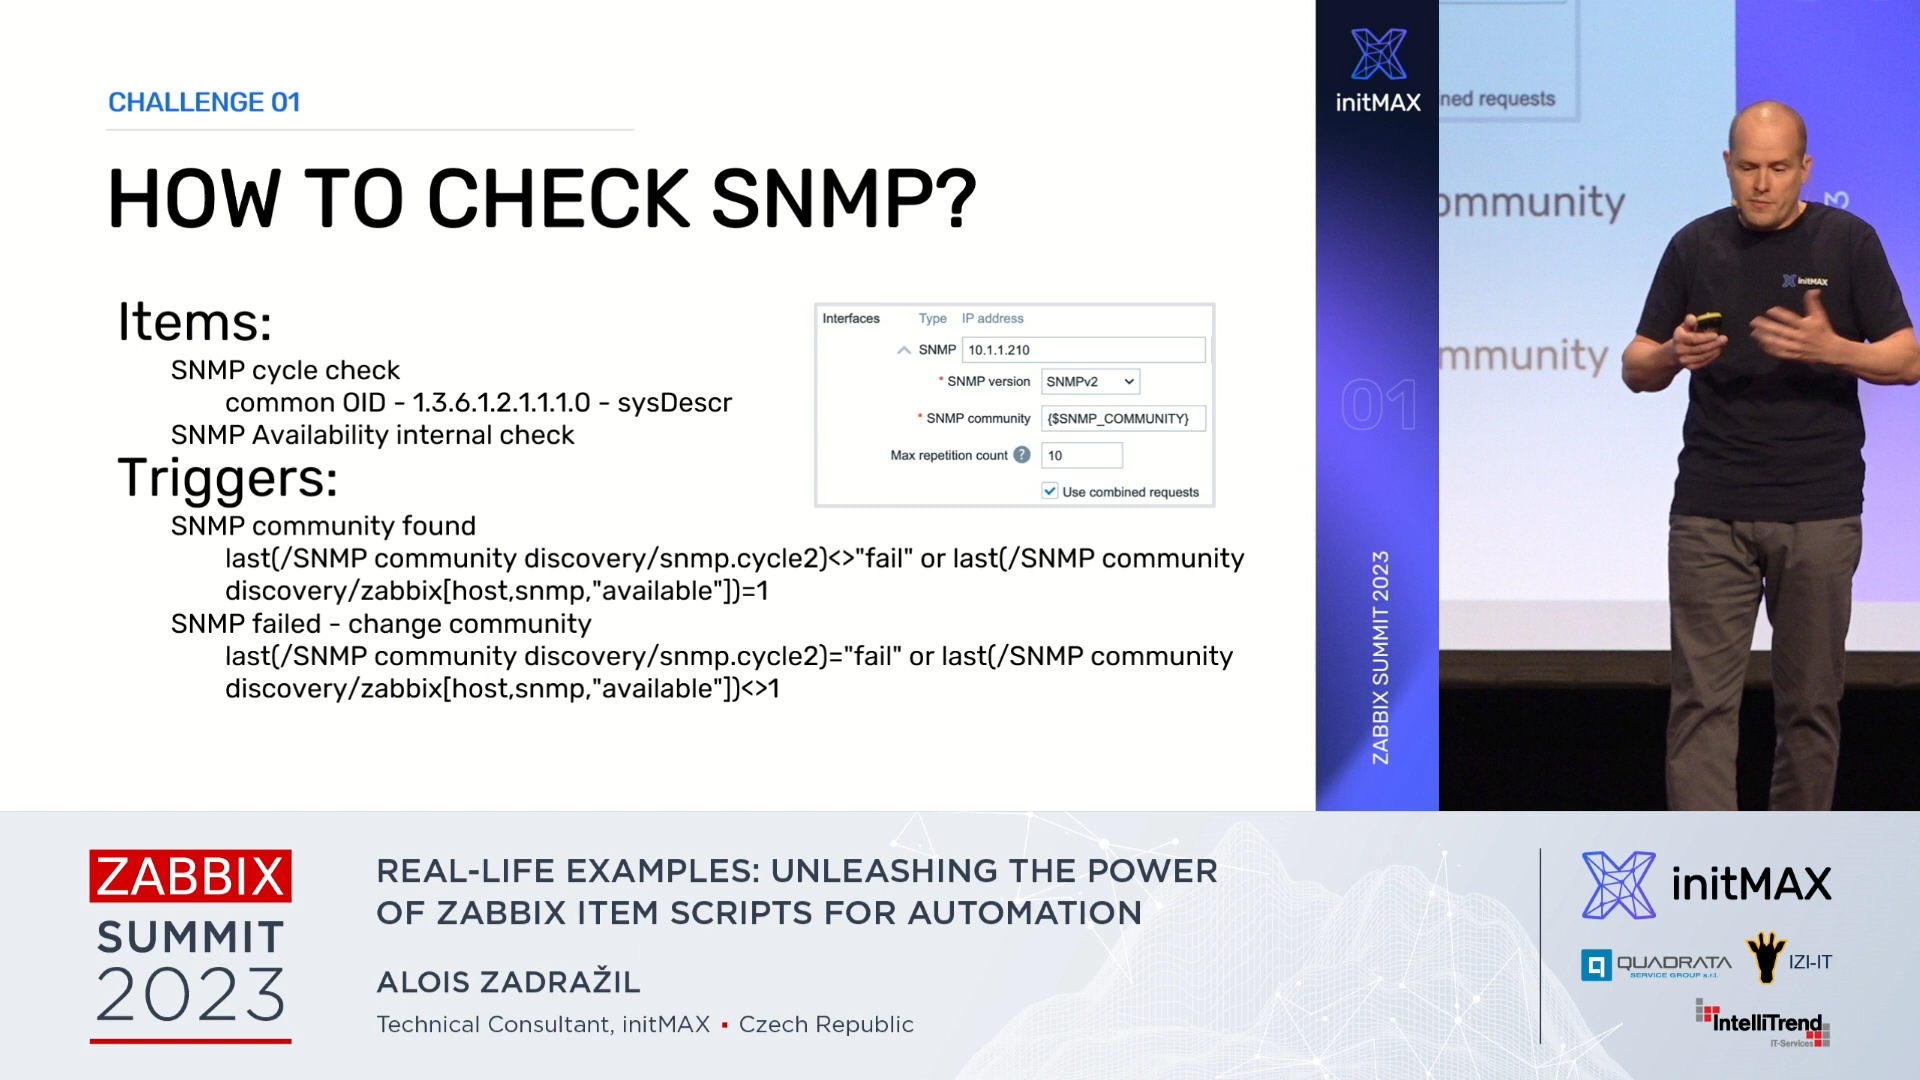 CHALLENGE 01
HOW TO CHECK SNMP?
Items:
SNMP cycle check
common OID - 1.3.6.1.2.1.1.1.0 - sysDescr
SNMP Availability internal check
Triggers:
SNMP community found
last(/SNMP community discovery/snmp.cycle2)<>"fail" or last(/SNMP community
discovery/zabbix[host,snmp,"available"])=1
SNMP failed - change community
last(/SNMP community discovery/snmp.cycle2)="fail" or last(/SNMP community
discovery/zabbix[host,snmp,"available"])<>1
Interfaces Type IP address
SNMP 10.1.1.210
* SNMP version SNMPv2
* SNMP community {$SNMP_COMMUNITY}
Max repetition count ? 10
Use combined requests
initMAX
01
ZABBIX SUMMIT 2023
ned requests
ommunity
mmunity
3
initMAX
ZABBIX
SUMMIT
2023
REAL-LIFE EXAMPLES: UNLEASHING THE POWER
OF ZABBIX ITEM SCRIPTS FOR AUTOMATION
ALOIS ZADRAŽIL
Technical Consultant, initMAX ▪ Czech Republic
initMAX
QUADRATA
SERVICE GROUP s.r.l.
IZI-IT
IntelliTrend
IT-Services